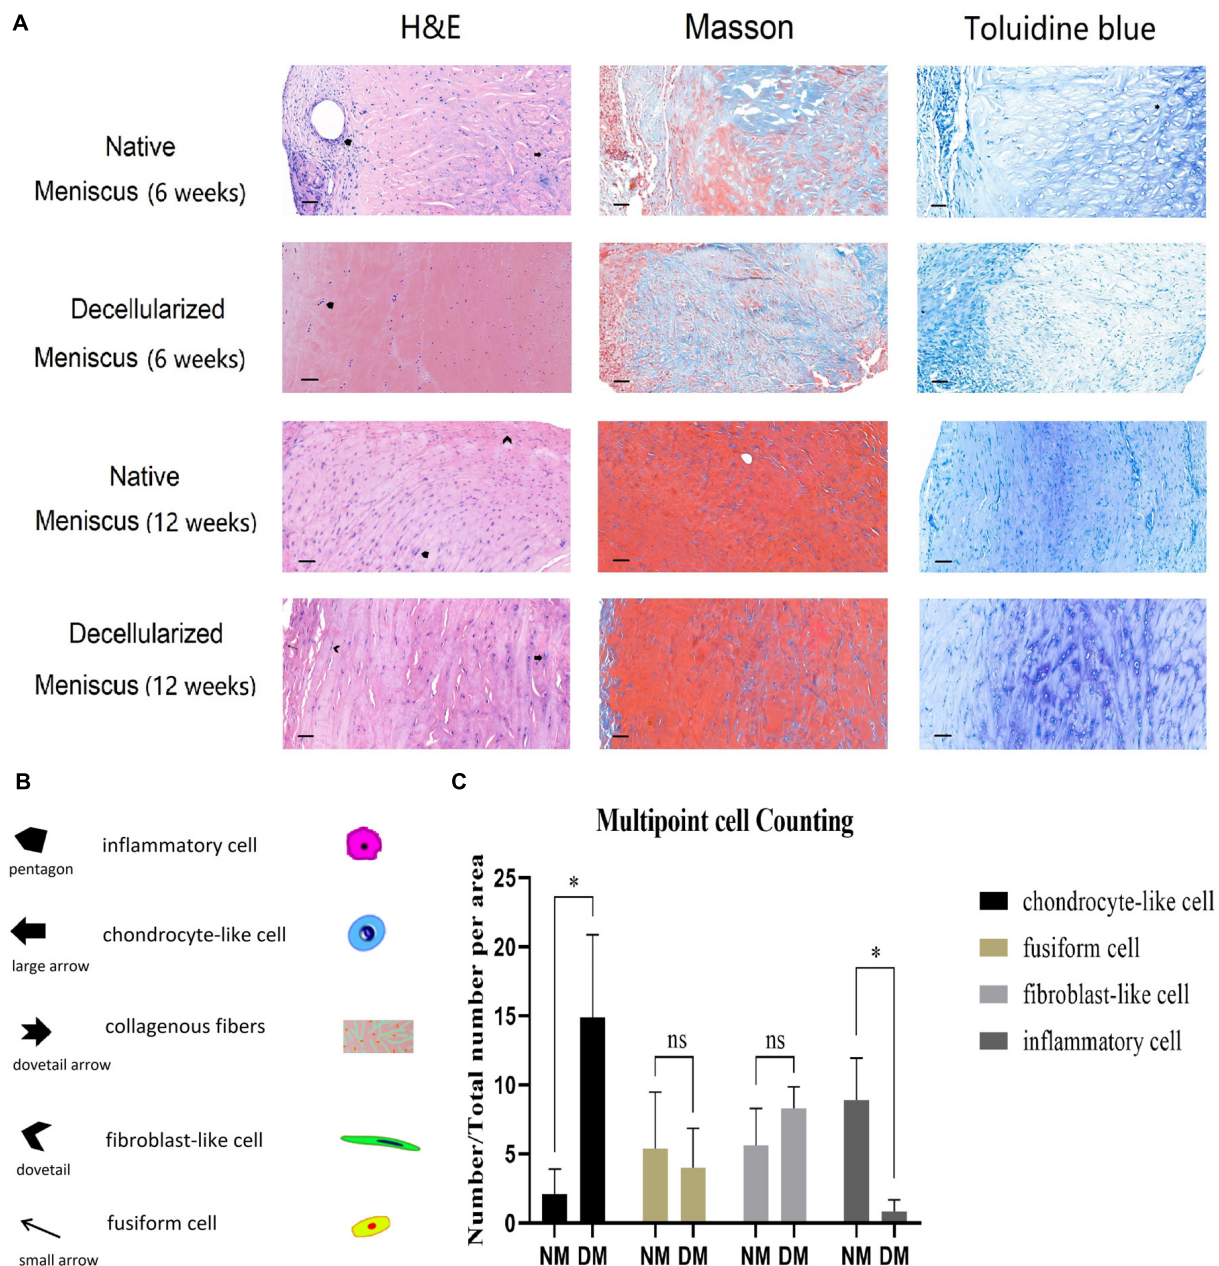 A
H&E
Masson
Toluidine blue
Native
Meniscus (6 weeks)
*
Decellularized
Meniscus (6 weeks)
Native
Meniscus (12 weeks)
Decellularized
Meniscus (12 weeks)
B
pentagon
inflammatory cell
large arrow
chondrocyte-like cell
dovetail arrow
collagenous fibers
dovetail
fibroblast-like cell
small arrow
fusiform cell
C
Multipoint cell Counting
Number/Total number per area
25
20
15
10
5
0
*
ns
ns
*
NM DM NM DM NM DM NM DM
chondrocyte-like cell
fusiform cell
fibroblast-like cell
inflammatory cell